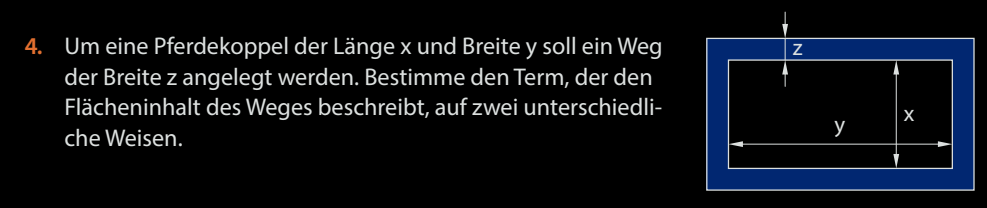 4. Um eine Pferdekoppel der Länge x und Breite y soll ein Weg
der Breite z angelegt werden. Bestimme den Term, der den
Flächeninhalt des Weges beschreibt, auf zwei unterschiedli-
che Weisen.
z
x
y